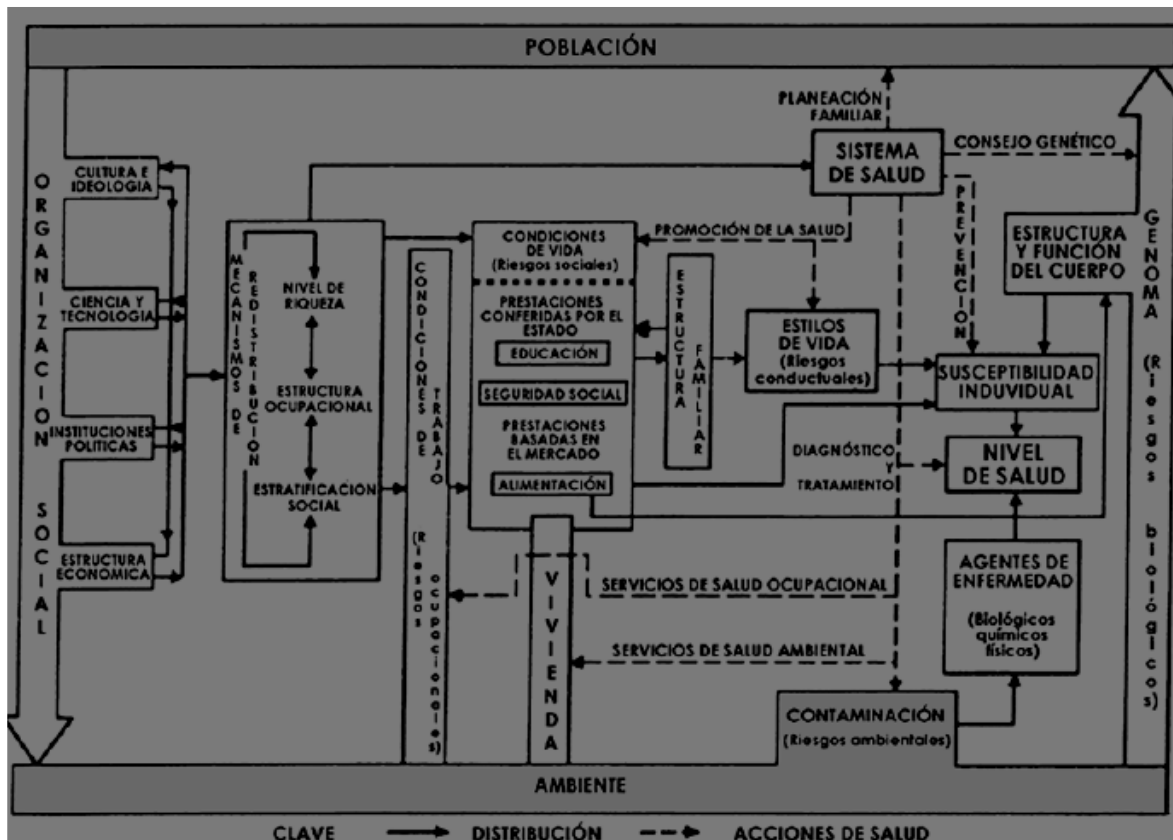 POBLACIÓN
PLANEACIÓN
FAMILIAR
SISTEMA
DE SALUD
CONSEJO GENÉTICO
CULTURA E
IDEOLOGIA
ORGANIZACION SOCIAL
PREVENCION
PROMOCIÓN DE LA SALUD
ESTRUCTURA
Y FUNCIÓN
DEL CUERPO
GENOMA (Riesgos biológicos)
MECANISMOS DE
REDISTRIBUCION
NIVEL DE
RIQUEZA
CONDICIONES DE TRABAJO
(Riesgos ocupacionales)
CONDICIONES
DE VIDA
(Riesgos sociales)
CIENCIA Y
TECNOLOGIA
PRESTACIONES
CONFERIDAS POR EL
ESTADO
EDUCACIÓN
ESTRUCTURA
FAMILIAR
ESTILOS
DE VIDA
(Riesgos
conductuales)
SUSCEPTIBILIDAD
INDUVIDUAL
ESTRUCTURA
OCUPACIONAL
SEGURIDAD SOCIAL
INSTITUCIONES
POLITICAS
PRESTACIONES
BASADAS EN
EL MERCADO
DIAGNÓSTICO
Y
TRATAMIENTO
NIVEL
DE SALUD
ESTRATIFICACION
SOCIAL
ALIMENTACIÓN
ESTRUCTURA
ECONÓMICA
VIVIENDA
SERVICIOS DE SALUD OCUPACIONAL
AGENTES DE
ENFERMEDAD
(Biológicos
químicos
físicos)
SERVICIOS DE SALUD AMBIENTAL
CONTAMINACIÓN
(Riesgos ambientales)
AMBIENTE
CLAVE DISTRIBUCIÓN ACCIONES DE SALUD